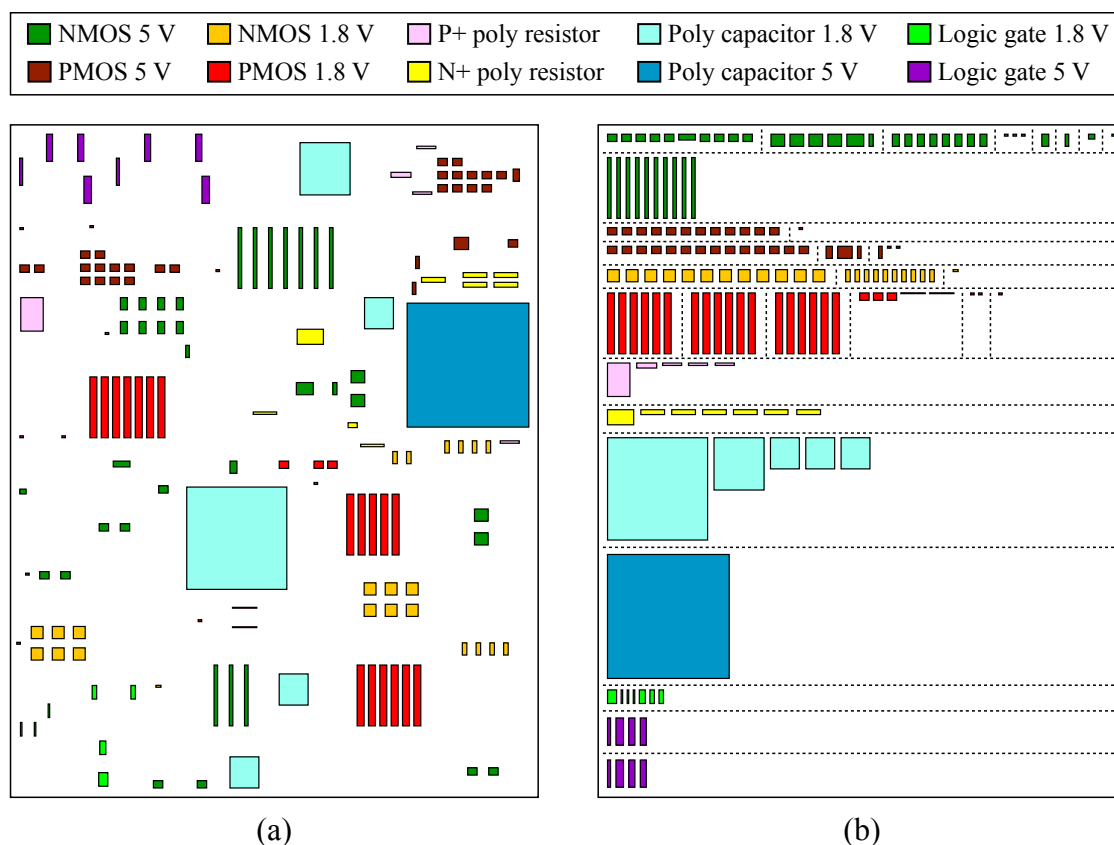 NMOS 5 V NMOS 1.8 V P+ poly resistor Poly capacitor 1.8 V Logic gate 1.8 V
PMOS 5 V PMOS 1.8 V N+ poly resistor Poly capacitor 5 V Logic gate 5 V
(a) (b)